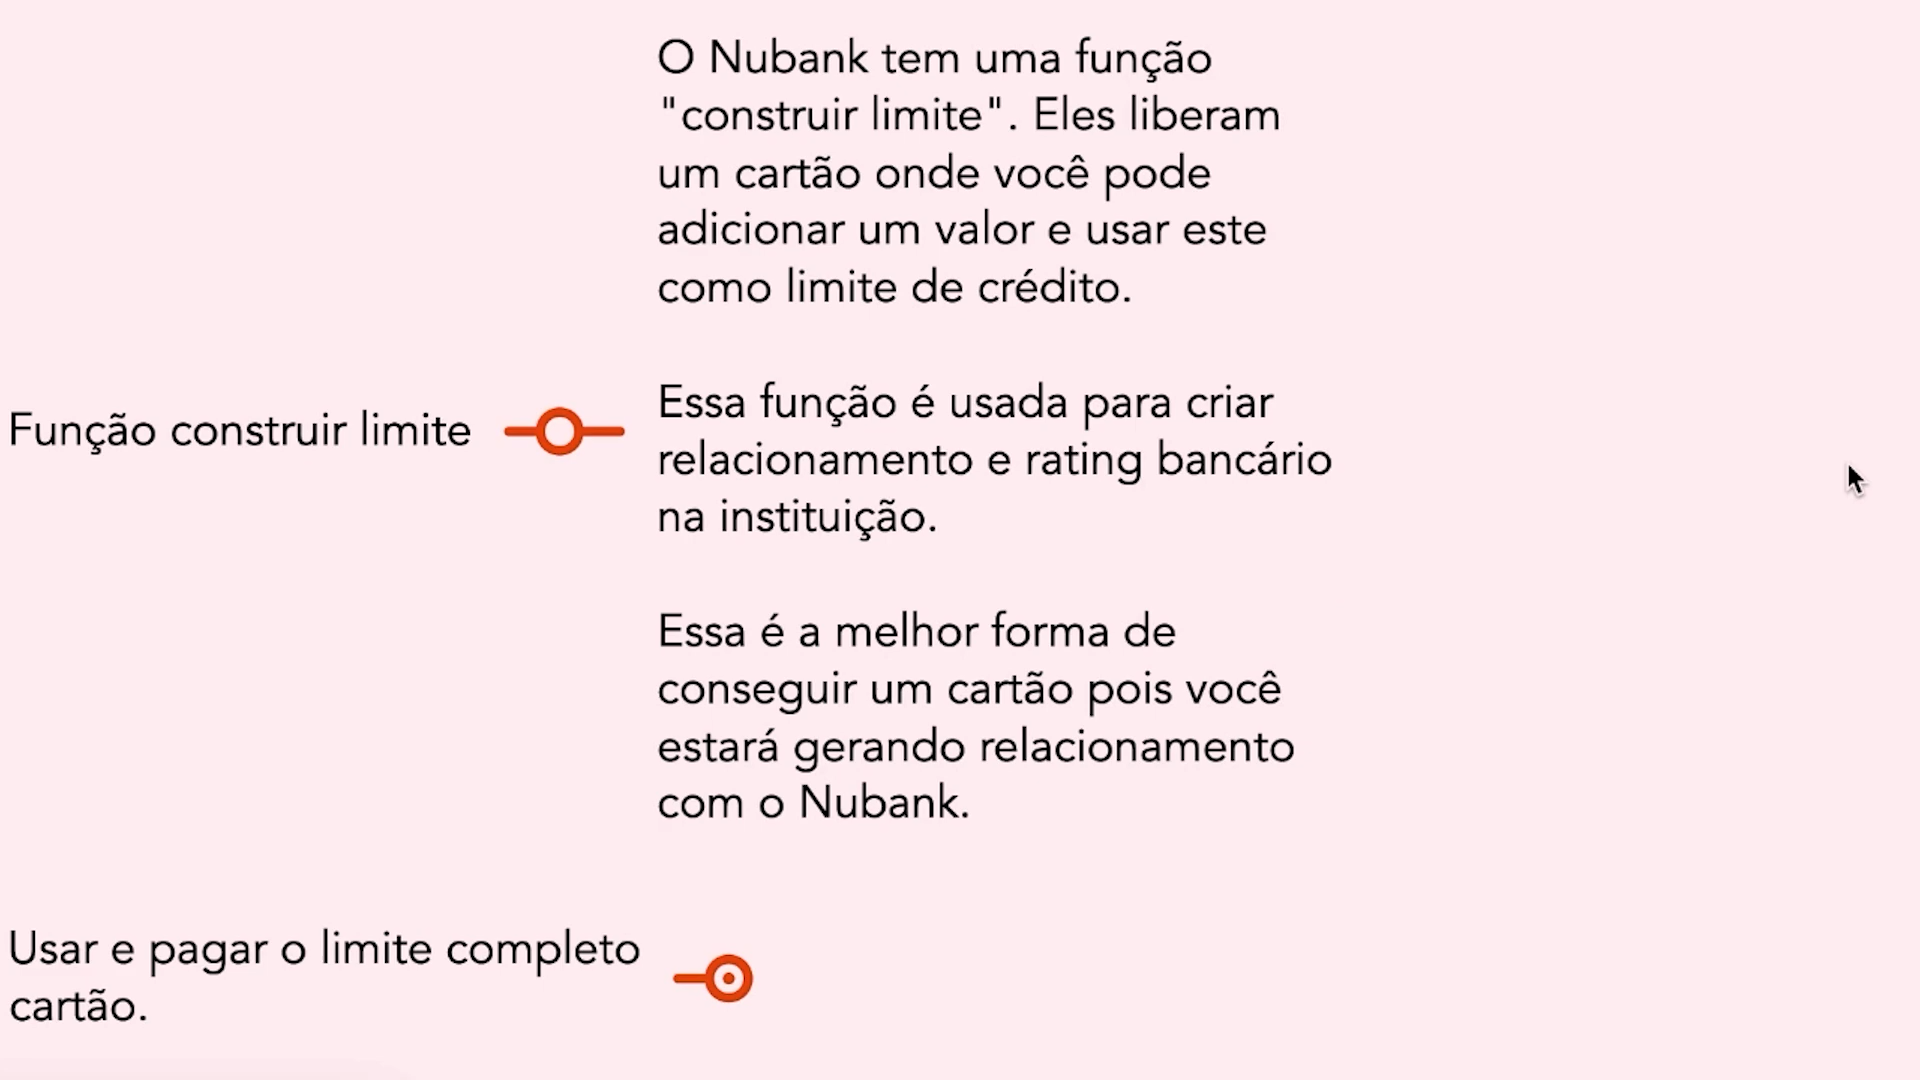 O Nubank tem uma função
"construir limite". Eles liberam
um cartão onde você pode
adicionar um valor e usar este
como limite de crédito.
Função construir limite
Essa função é usada para criar
relacionamento e rating bancário
na instituição.
Essa é a melhor forma de
conseguir um cartão pois você
estará gerando relacionamento
com o Nubank.
Usar e pagar o limite completo
cartão.